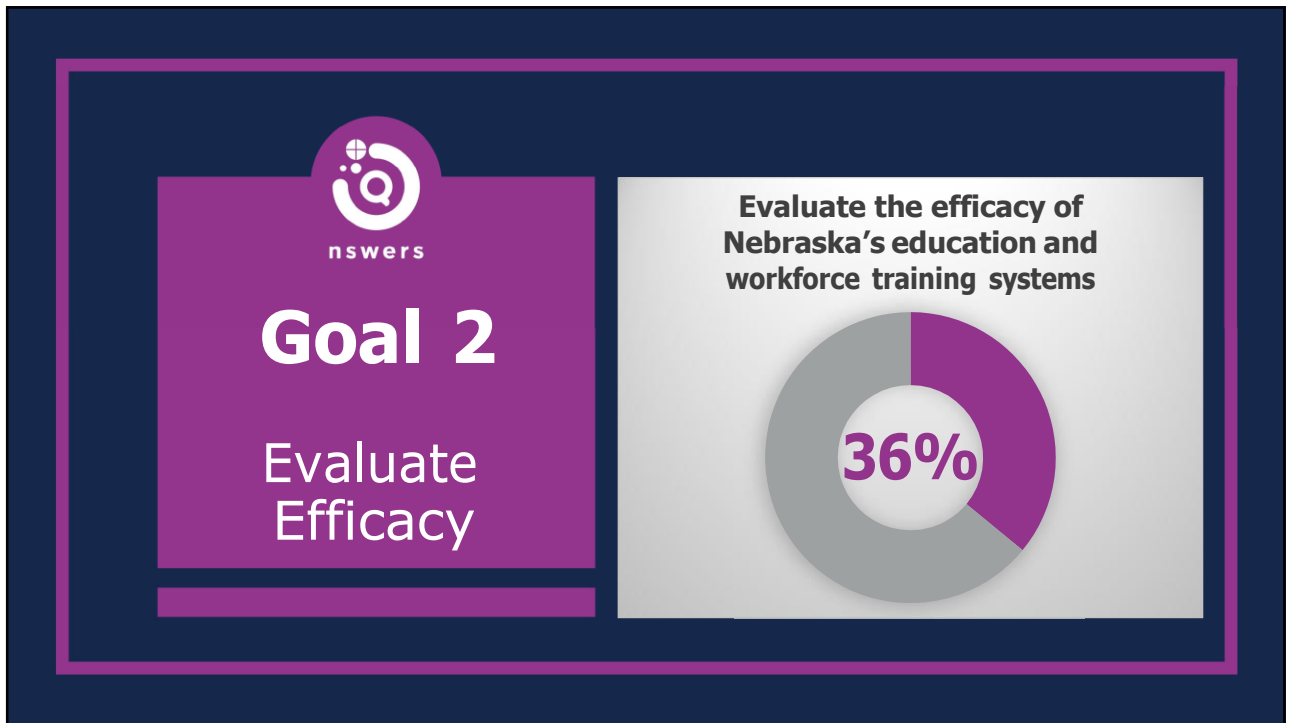 nswers
Goal 2
Evaluate
Efficacy
Evaluate the efficacy of
Nebraska’s education and
workforce training systems
36%